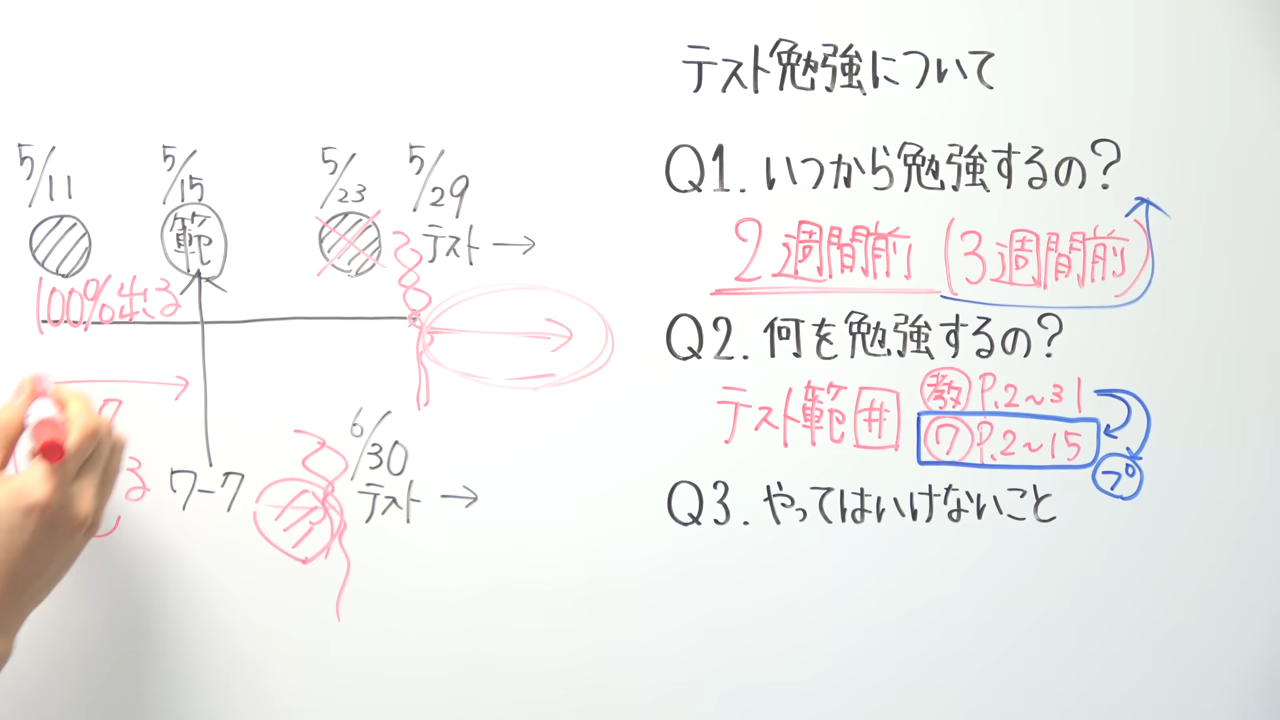 テスト勉強について
Q1. いつから勉強するの?
2週間前 (3週間前)
Q2. 何を勉強するの?
テスト範囲
教 P.2~31
ワ P.2~15
プ
Q3. やってはいけないこと
5/11
5/15
範
5/23
5/29
テスト→
100%出る
ワーク
6/30
テスト→